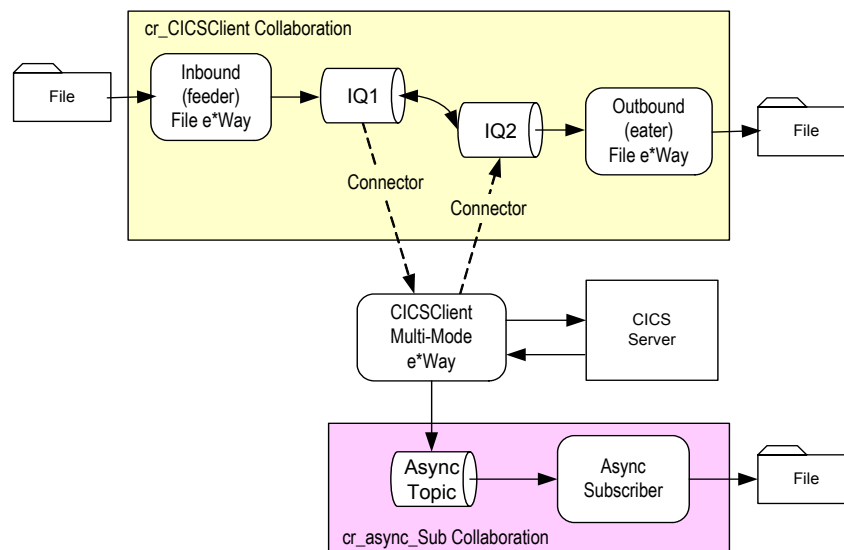 cr_CICSClient Collaboration
File
Inbound
(feeder)
File e*Way
IQ1
IQ2
Outbound
(eater)
File e*Way
File
Connector
Connector
CICSClient
Multi-Mode
e*Way
CICS
Server
Async
Topic
Async
Subscriber
File
cr_async_Sub Collaboration